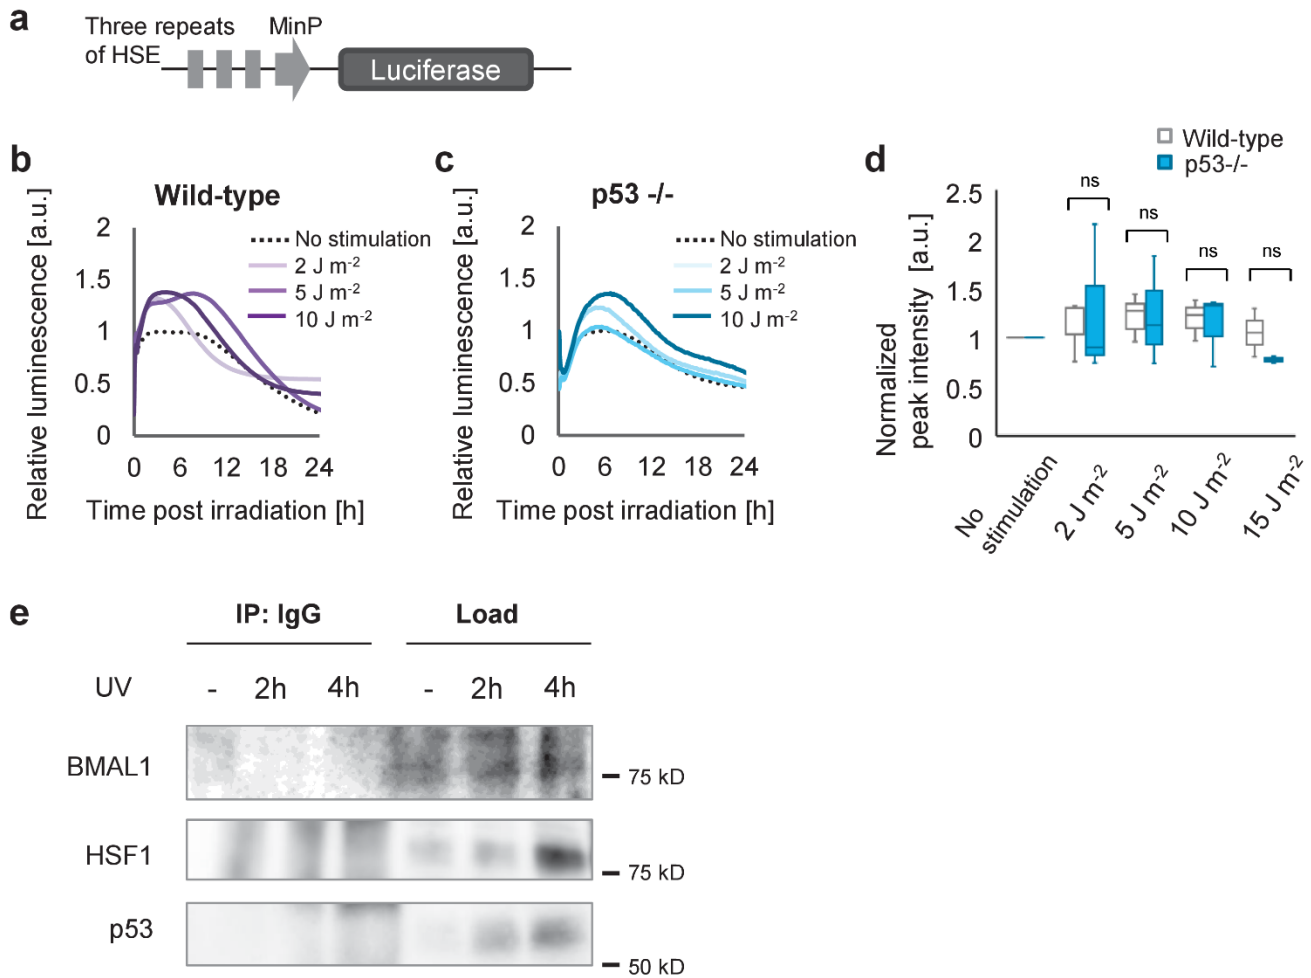 a
Three repeats
of HSE
MinP
Luciferase
b
Wild-type
Relative luminescence [a.u.]
2
1.5
1
0.5
0
No stimulation
2 J m-2
5 J m-2
10 J m-2
0 6 12 18 24
Time post irradiation [h]
c
p53 -/-
Relative luminescence [a.u.]
2
1.5
1
0.5
0
No stimulation
2 J m-2
5 J m-2
10 J m-2
0 6 12 18 24
Time post irradiation [h]
d
Wild-type
p53-/-
Normalized
peak intensity [a.u.]
2.5
2
1.5
1
0.5
0
ns
ns
ns
ns
No
stimulation
2 J m-2
5 J m-2
10 J m-2
15 J m-2
e
IP: IgG
Load
UV - 2h 4h - 2h 4h
BMAL1
75 kD
HSF1
75 kD
p53
50 kD